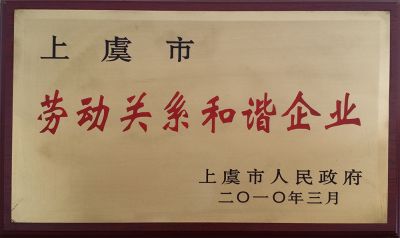 上虞市
劳动关系和谐企业
上虞市人民政府
二〇一〇年三月